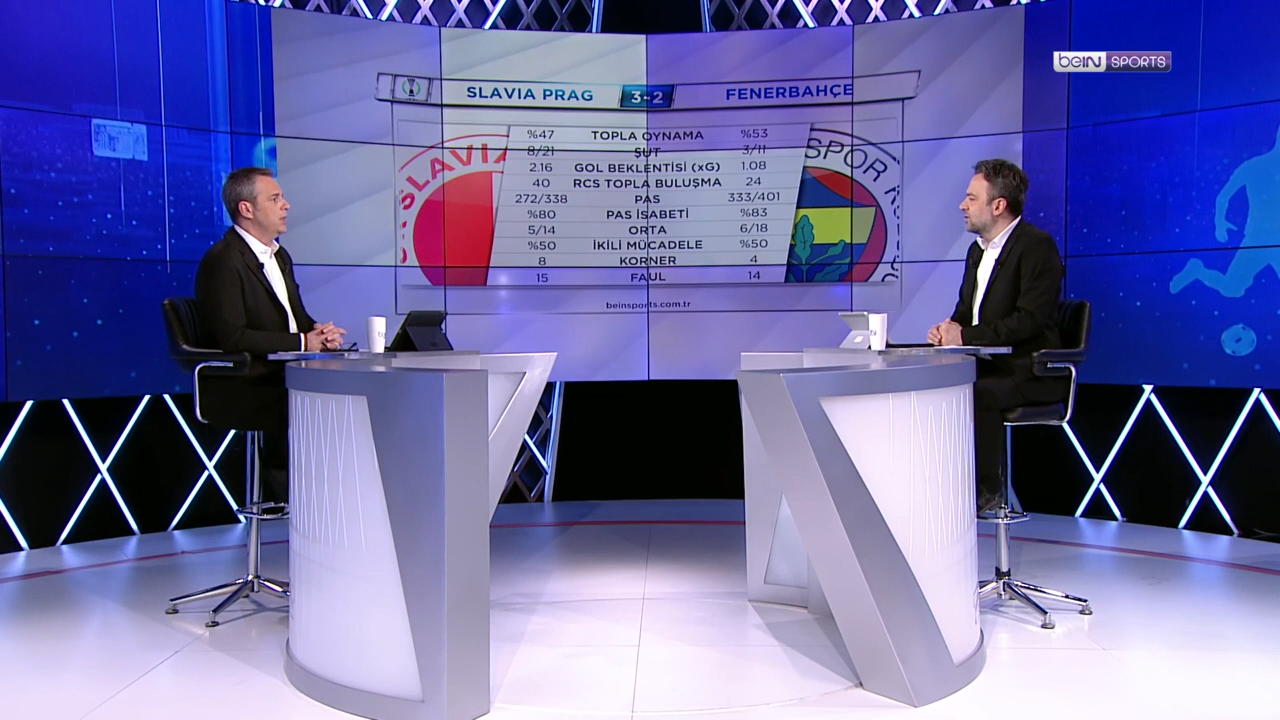 beIN SPORTS
SLAVIA PRAG 3-2 FENERBAHÇE
%47 TOPLA OYNAMA %53
8/21 ŞUT 3/11
2.16 GOL BEKLENTİSİ (xG) 1.08
40 RCS TOPLA BULUŞMA 24
272/338 PAS 333/401
%80 PAS İSABETİ %83
5/14 ORTA 6/18
%50 İKİLİ MÜCADELE %50
8 KORNER 4
15 FAUL 14
beinsports.com.tr
SLAVIA
SPOR